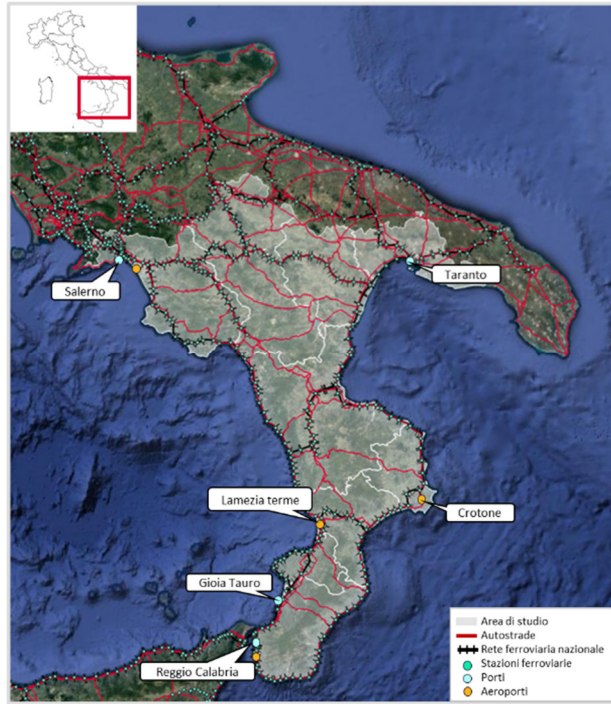 Salerno
Taranto
Lamezia terme
Crotone
Gioia Tauro
Reggio Calabria
Area di studio
Autostrade
Rete ferroviaria nazionale
Stazioni ferroviarie
Porti
Aeroporti